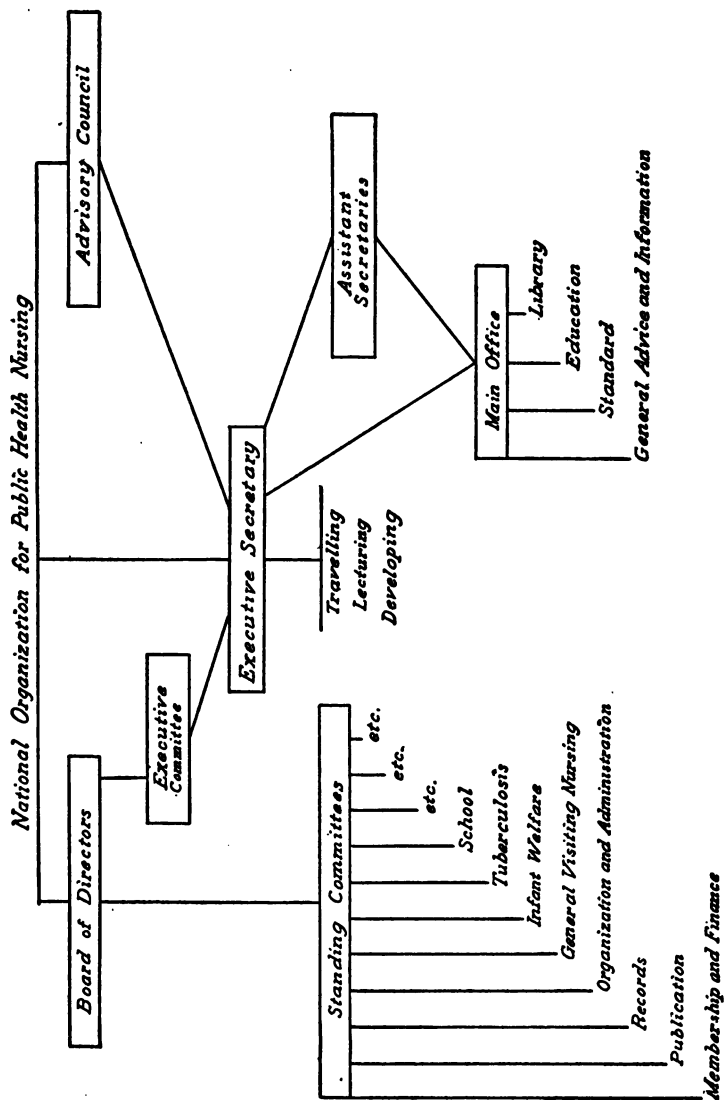 National Organization for Public Health Nursing
Board of Directors
Advisory Council
Executive
Committee
Executive Secretary
Assistant
Secretaries
Standing Committees
Travelling
Lecturing
Developing
Main Office
etc.
etc.
etc.
School
Tuberculosis
Infant Welfare
General Visiting Nursing
Organization and Administration
Records
Publication
Membership and Finance
Library
Education
Standard
General Advice and Information